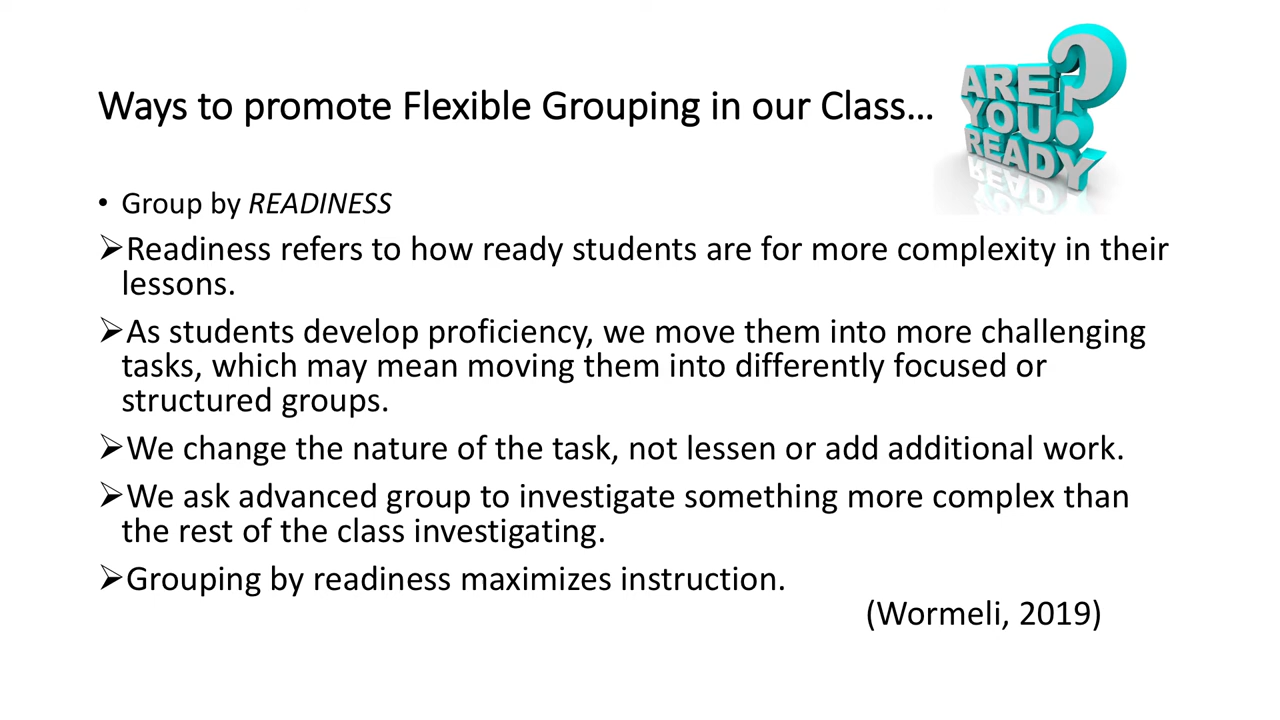 Ways to promote Flexible Grouping in our Class…
ARE
YOU
READY
?
• Group by READINESS
➢Readiness refers to how ready students are for more complexity in their
lessons.
➢As students develop proficiency, we move them into more challenging
tasks, which may mean moving them into differently focused or
structured groups.
➢We change the nature of the task, not lessen or add additional work.
➢We ask advanced group to investigate something more complex than
the rest of the class investigating.
➢Grouping by readiness maximizes instruction.
(Wormeli, 2019)